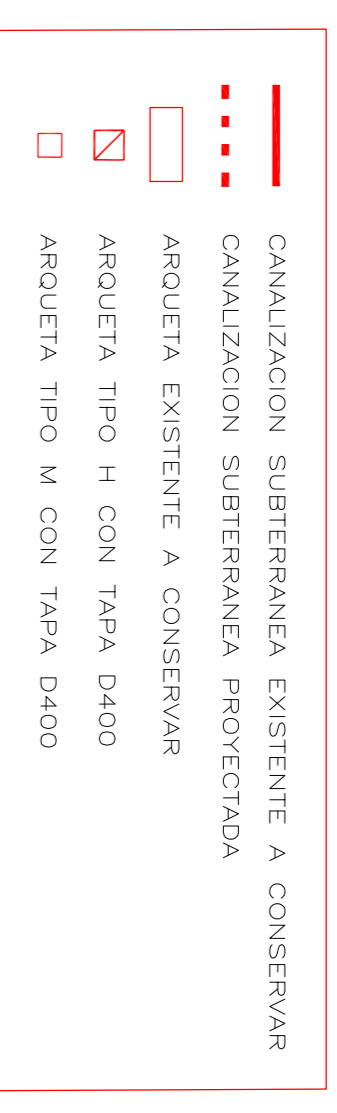 CANALIZACION SUBTERRANEA EXISTENTE A CONSERVAR
CANALIZACION SUBTERRANEA PROYECTADA
ARQUETA EXISTENTE A CONSERVAR
ARQUETA TIPO H CON TAPA D400
ARQUETA TIPO M CON TAPA D400